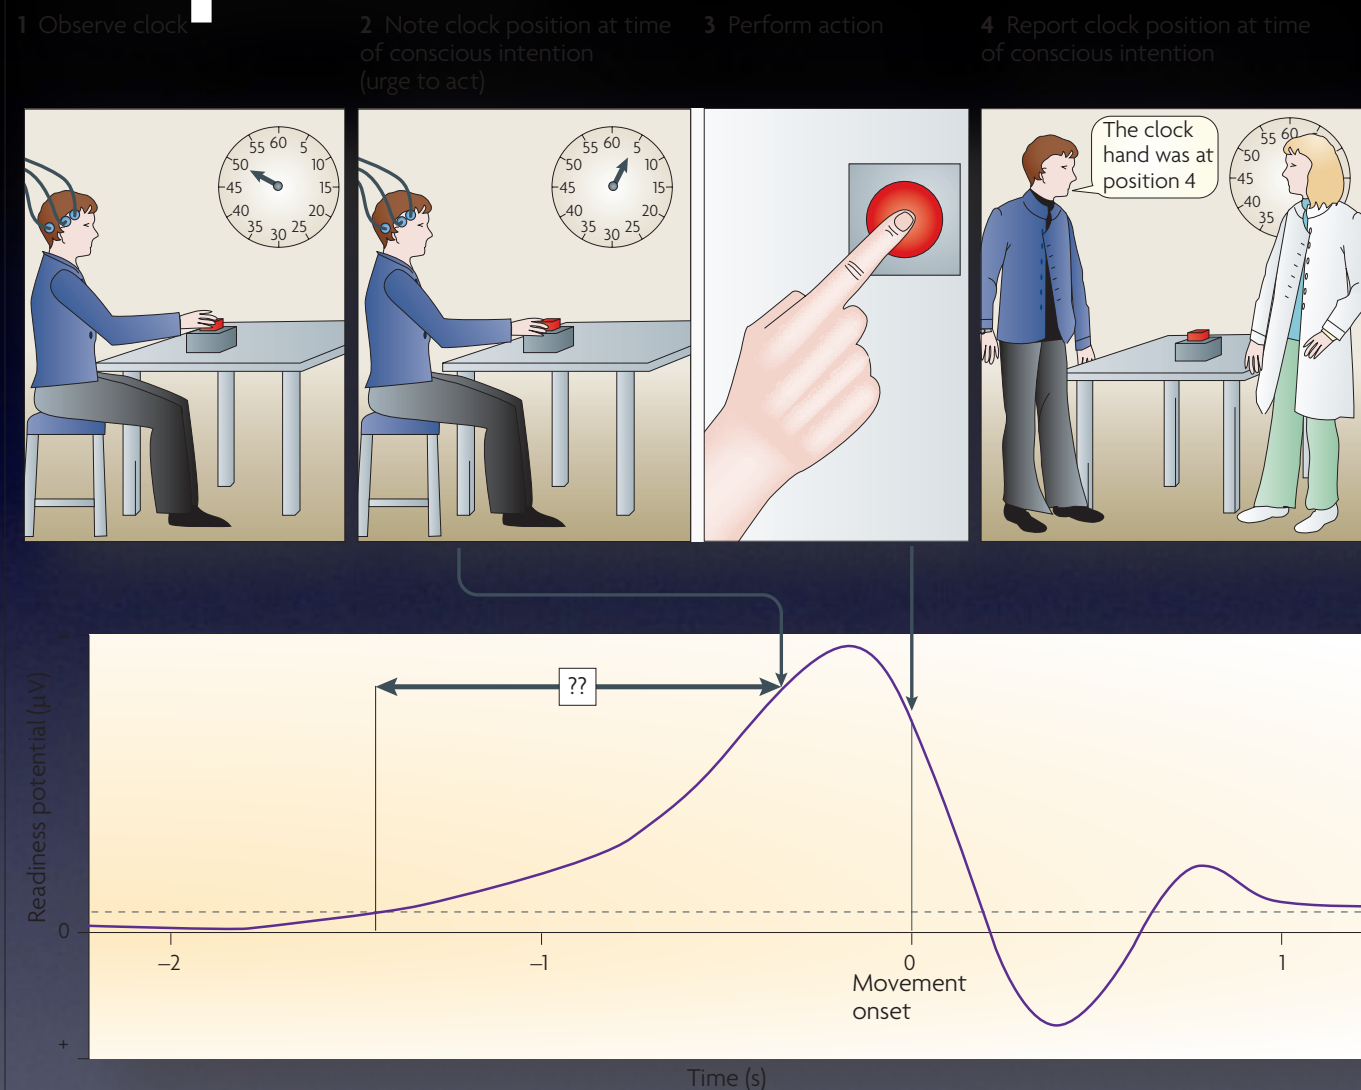 1 Observe clock
2 Note clock position at time
of conscious intention
(urge to act)
3 Perform action
4 Report clock position at time
of conscious intention
60
5
10
15
20
25
30
35
40
45
50
55
60
5
10
15
20
25
30
35
40
45
50
55
The clock
hand was at
position 4
55
60
50
45
40
35
Readiness potential (μV)
–
??
0
+
–2
–1
0
1
Movement
onset
Time (s)